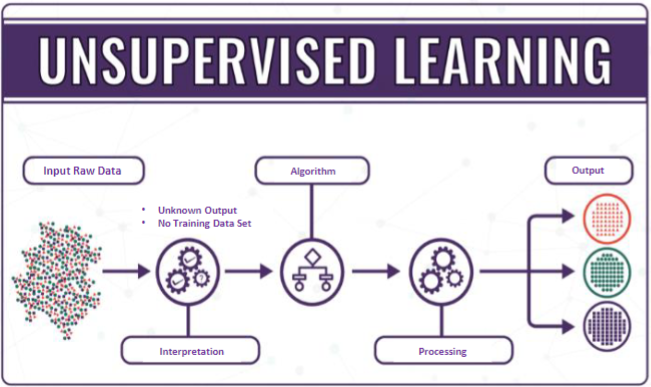 UNSUPERVISED LEARNING
Input Raw Data
Algorithm
Output
• Unknown Output
• No Training Data Set
Interpretation
Processing